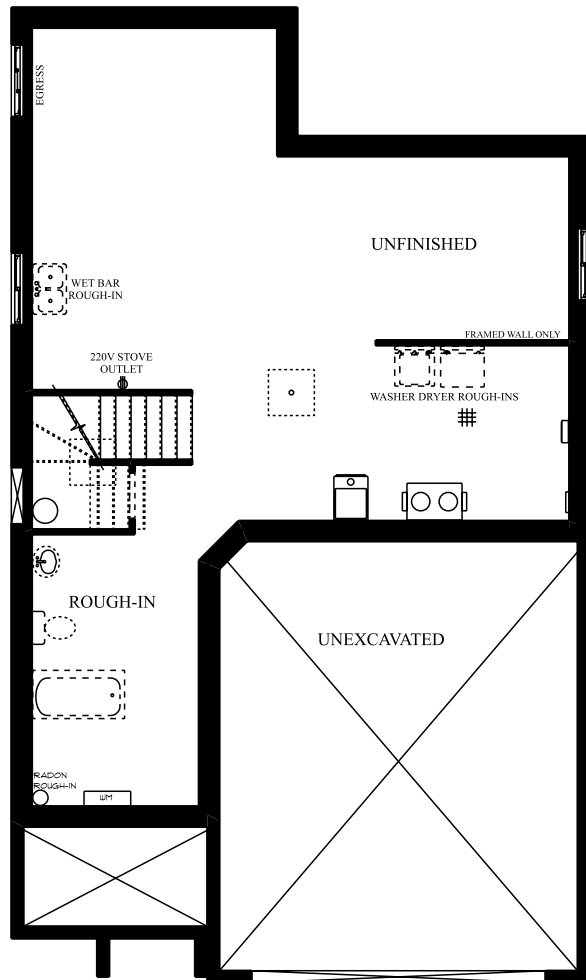 EGRESS
UNFINISHED
WET BAR
ROUGH-IN
FRAMED WALL ONLY
220V STOVE
OUTLET
WASHER DRYER ROUGH-INS
ROUGH-IN
UNEXCAVATED
RADON
ROUGH-IN
WM